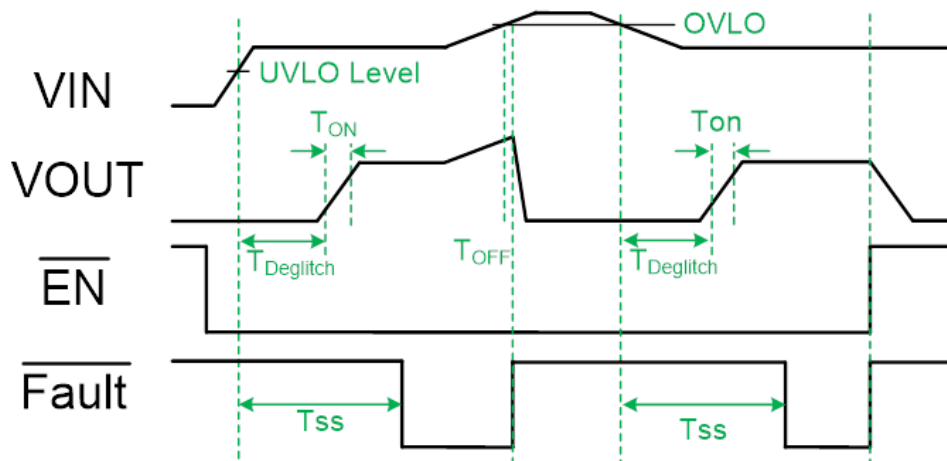 OVLO
UVLO Level
VIN
TON
Ton
VOUT
TDeglitch
TOFF
TDeglitch
EN
Fault
Tss
Tss